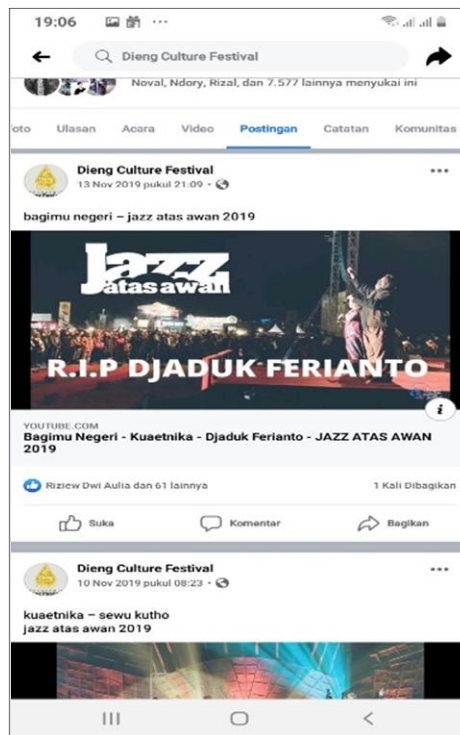 19:06
Dieng Culture Festival
Noval, Ndory, Rizal, dan 7.577 lainnya menyukai ini
oto Ulasan Acara Video Postingan Catatan Komunitas
Dieng Culture Festival
13 Nov 2019 pukul 21:09
bagimu negeri – jazz atas awan 2019
Jazz
atas awan
R.I.P DJADUK FERIANTO
YOUTUBE.COM
Bagimu Negeri - Kuaetnika - Djaduk Ferianto - JAZZ ATAS AWAN
2019
Riziew Dwi Aulia dan 61 lainnya 1 Kali Dibagikan
Suka Komentar Bagikan
Dieng Culture Festival
10 Nov 2019 pukul 08:23
kuaetnika – sewu kutho
jazz atas awan 2019